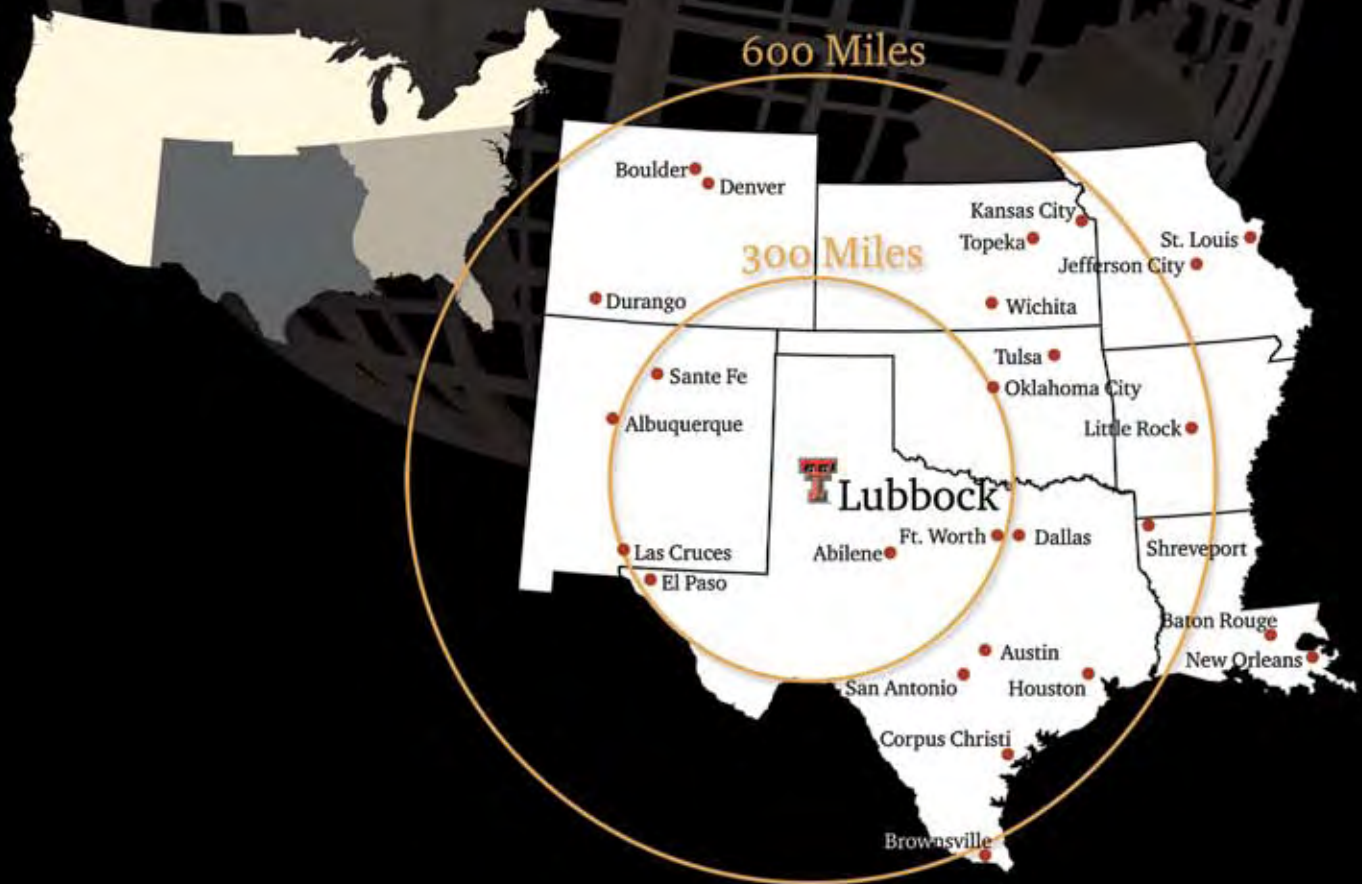 600 Miles
Boulder
Denver
Kansas City
Topeka
St. Louis
300 Miles
Jefferson City
Durango
Wichita
Tulsa
Sante Fe
Oklahoma City
Albuquerque
Little Rock
T
Lubbock
Ft. Worth
Dallas
Abilene
Shreveport
Las Cruces
El Paso
Baton Rouge
Austin
New Orleans
San Antonio
Houston
Corpus Christi
Brownsville